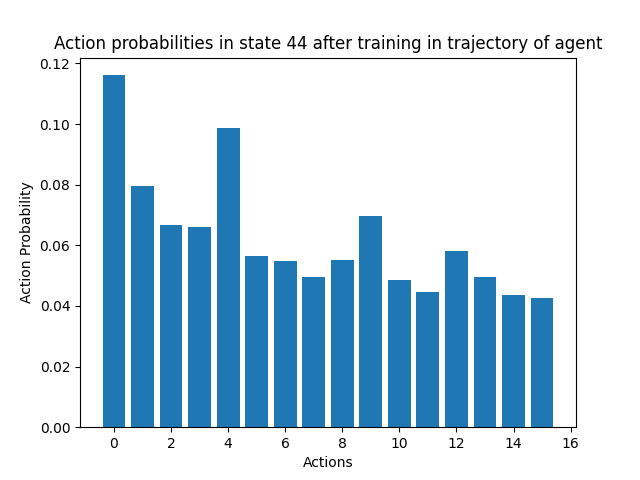 Action probabilities in state 44 after training in trajectory of agent
0.12
0.10
0.08
0.06
0.04
0.02
0.00
Action Probability
0 2 4 6 8 10 12 14 16
Actions